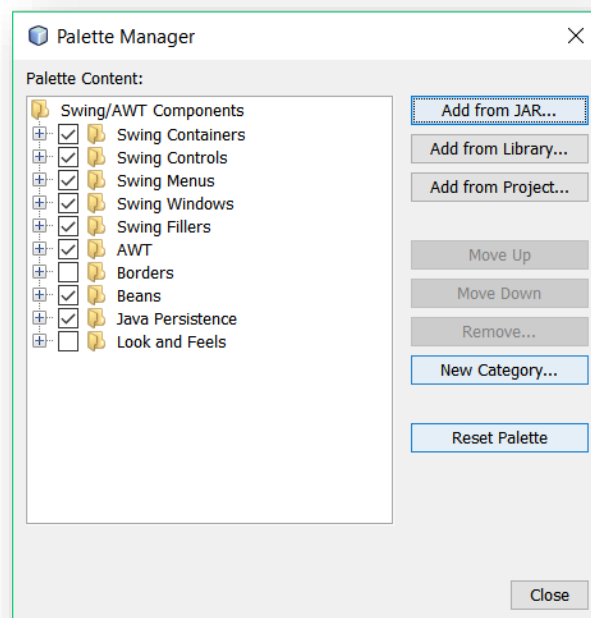 Palette Manager
Palette Content:
Swing/AWT Components
Swing Containers
Swing Controls
Swing Menus
Swing Windows
Swing Fillers
AWT
Borders
Beans
Java Persistence
Look and Feels
Add from JAR...
Add from Library...
Add from Project...
Move Up
Move Down
Remove...
New Category...
Reset Palette
Close